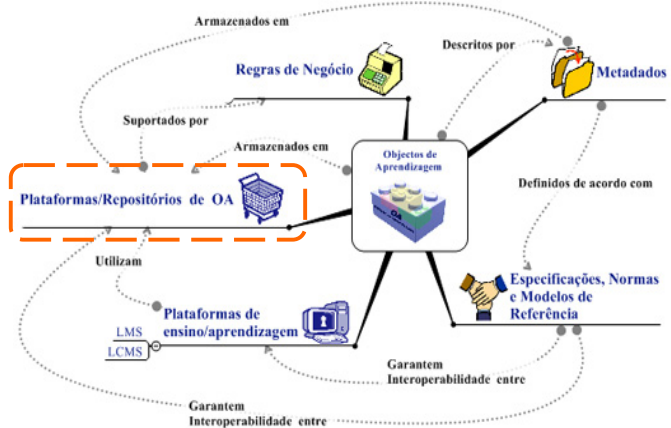 Armazenados em
Descritos por
Regras de Negócio
Metadados
Suportados por
Armazenados em
Objectos de
Aprendizagem
OA
Definidos de acordo com
Plataformas/Repositórios de OA
Utilizam
Especificações, Normas
e Modelos de
Referência
Plataformas de
ensino/aprendizagem
LMS
LCMS
Garantem
Interoperabilidade entre
Garantem
Interoperabilidade entre